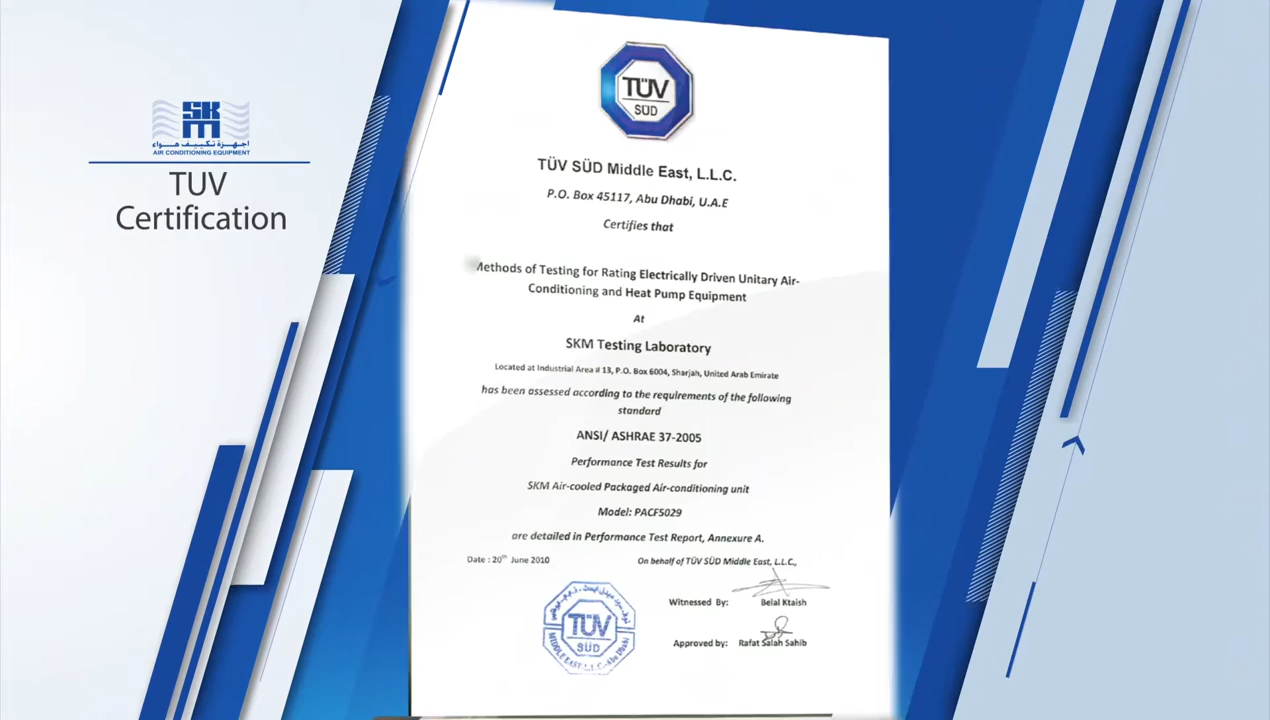 SKM
اجهزة تكييف هواء
AIR CONDITIONING EQUIPMENT
TUV
Certification
TÜV
SÜD
TÜV SÜD Middle East, L.L.C.
P.O. Box 45117, Abu Dhabi, U.A.E
Certifies that
Methods of Testing for Rating Electrically Driven Unitary Air-
Conditioning and Heat Pump Equipment
At
SKM Testing Laboratory
Located at Industrial Area # 13, P.O. Box 6004, Sharjah, United Arab Emirate
has been assessed according to the requirements of the following
standard
ANSI/ ASHRAE 37-2005
Performance Test Results for
SKM Air-cooled Packaged Air-conditioning unit
Model: PACF5029
are detailed in Performance Test Report, Annexure A.
Date : 20th June 2010
On behalf of TÜV SÜD Middle East, L.L.C.,
Witnessed By: Belal Ktaish
Approved by: Rafat Salah Sahib
TÜV
SÜD
MIDDLE EAST L.L.C.-Abu Dhabi